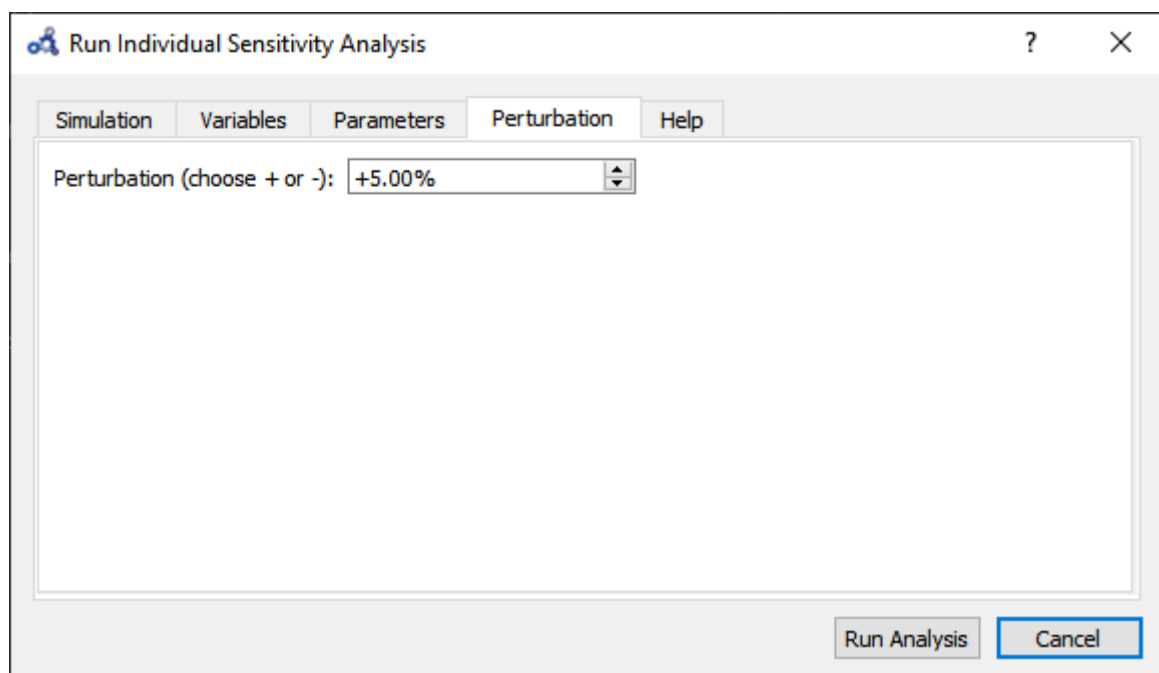 Run Individual Sensitivity Analysis ?
Simulation Variables Parameters Perturbation Help
Perturbation (choose + or -): +5.00%
Run Analysis Cancel